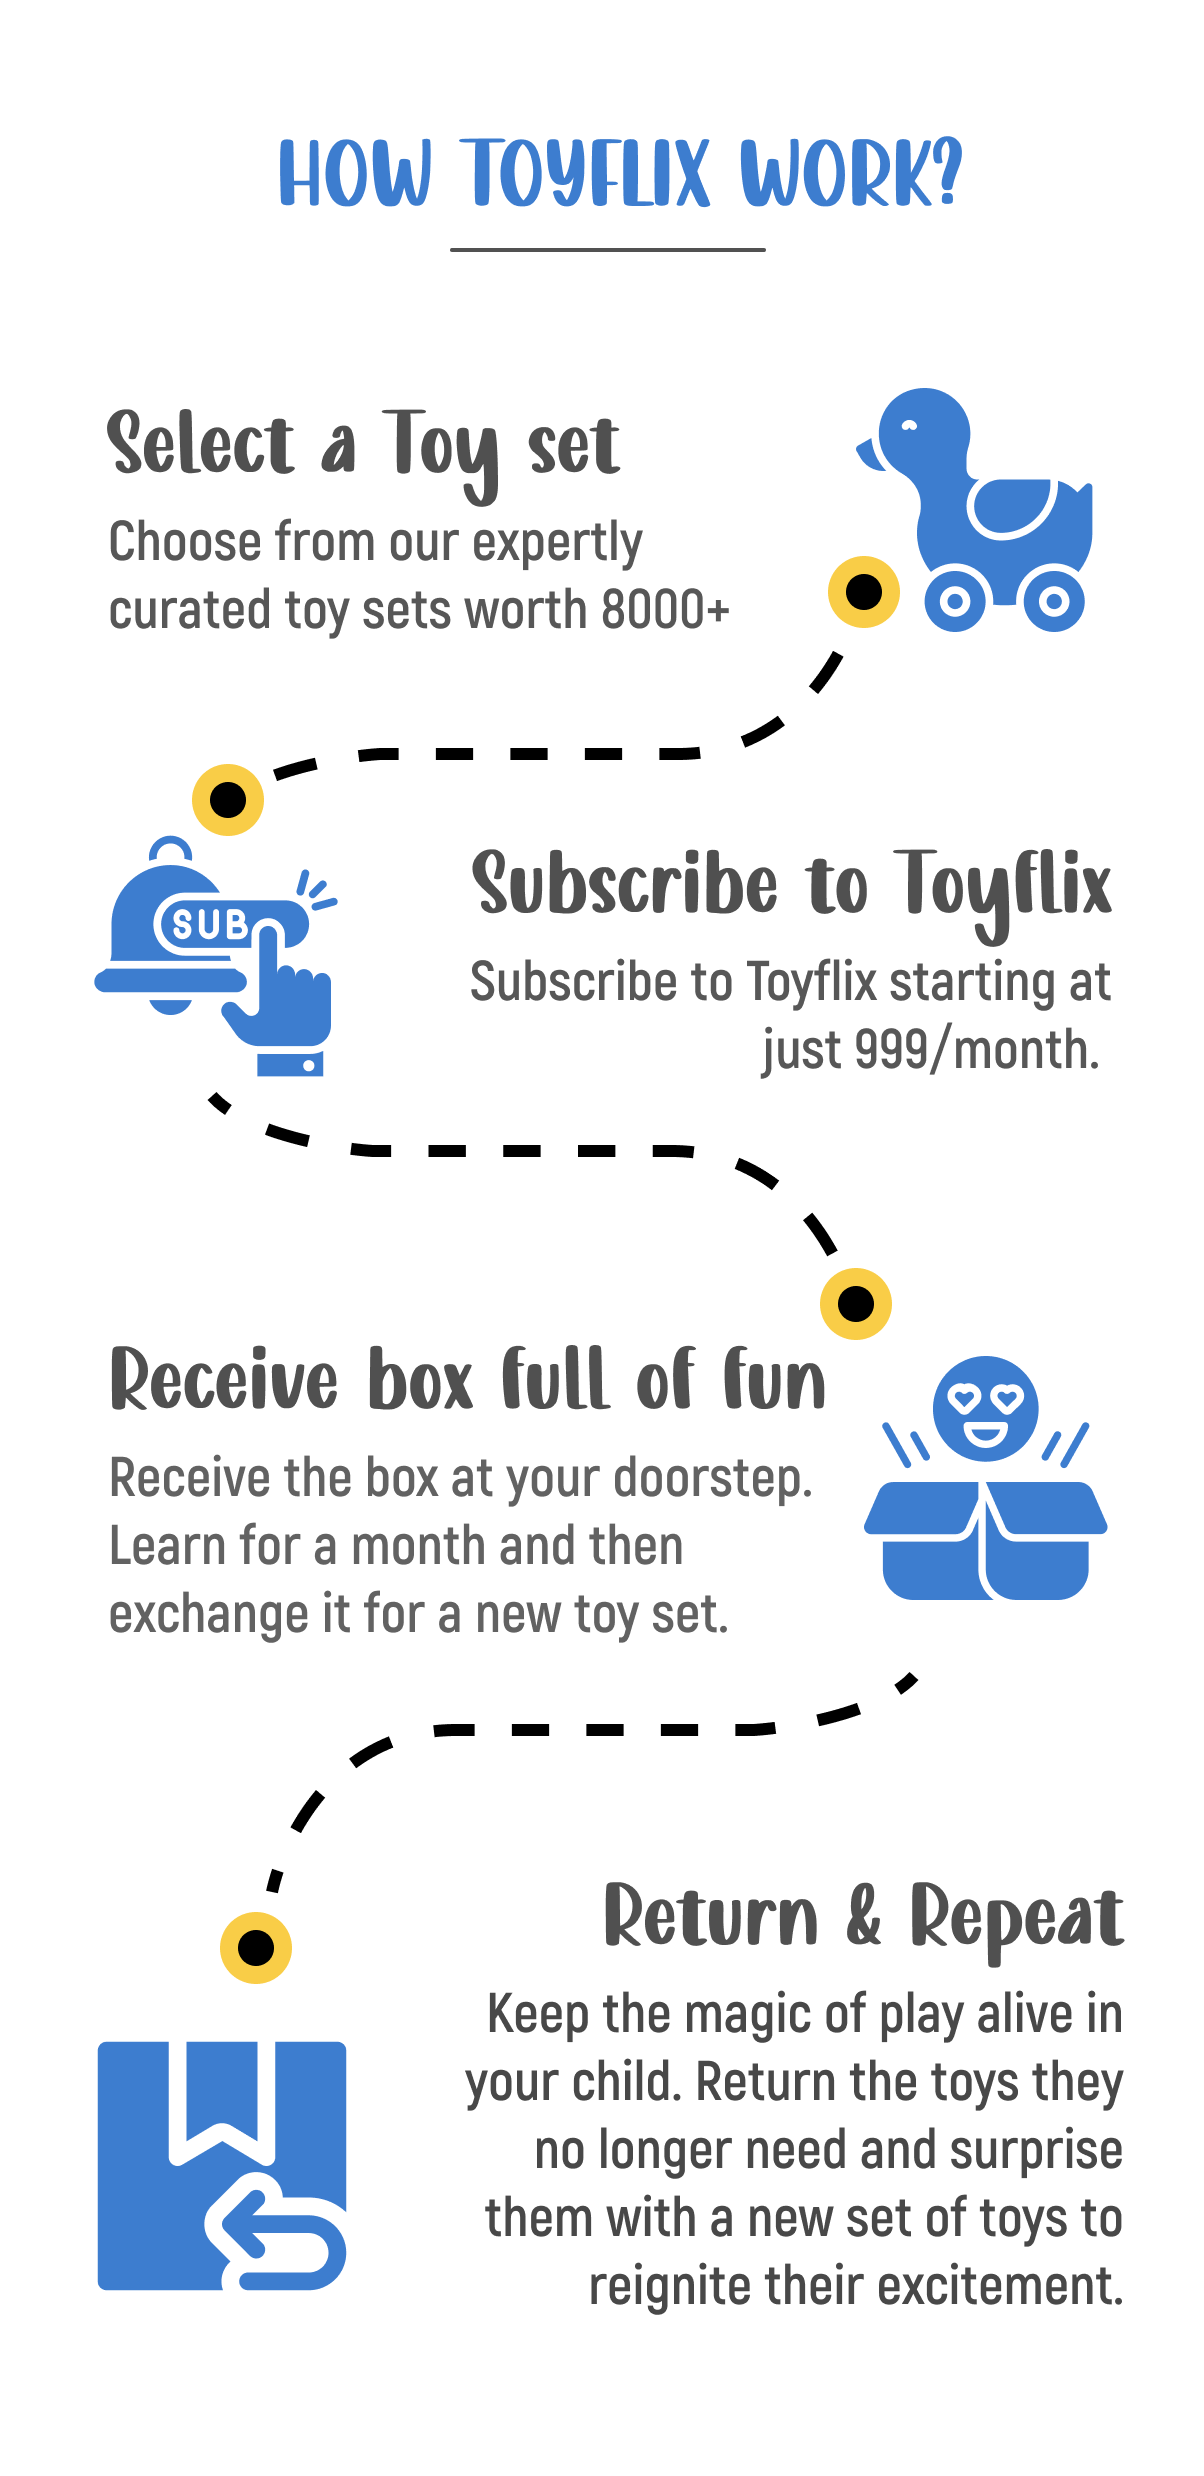 HOW TOYFLIX WORK?
Select a Toy set
Choose from our expertly
curated toy sets worth 8000+
SUB
Subscribe to Toyflix
Subscribe to Toyflix starting at
just 999/month.
Receive box full of fun
Receive the box at your doorstep.
Learn for a month and then
exchange it for a new toy set.
Return & Repeat
Keep the magic of play alive in
your child. Return the toys they
no longer need and surprise
them with a new set of toys to
reignite their excitement.